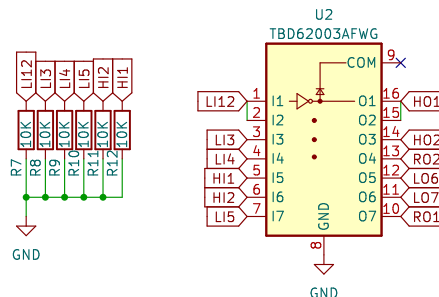 U2
TBD62003AFWG
LI12
LI3
LI4
LI5
HI2
HI1
10K
10K
10K
10K
10K
10K
R7
R8
R9
R10
R11
R12
GND
COM
9
LI12
1
I1
O1
16
HO1
2
I2
O2
15
LI3
3
I3
O3
14
HO2
LI4
4
I4
O4
13
RO2
HI1
5
I5
O5
12
LO6
HI2
6
I6
O6
11
LO7
LI5
7
I7
O7
10
RO1
GND
8
GND